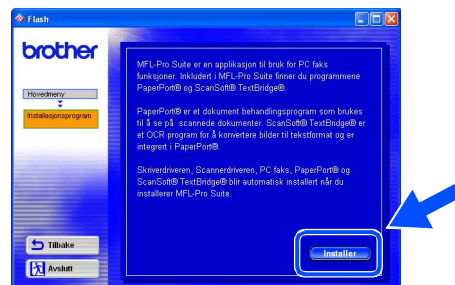 Flash
brother
Hovedmeny
Installasjonsprogram
MFL-Pro Suite er en applikasjon til bruk for PC faks
funksjoner. Inkludert i MFL-Pro Suite finner du programmene
PaperPort® og ScanSoft® TextBridge®.
PaperPort® er et dokument behandlingsprogram som brukes
til å se på scannede dokumenter. ScanSoft® TextBridge® er
et OCR program for å konvertere bilder til tekstformat og er
integrert i PaperPort®.
Skriverdriveren, Scannerdriveren, PC faks, PaperPort® og
ScanSoft® TextBridge® blir automatisk installert når du
installerer MFL-Pro Suite.
Tilbake
Installer
Avslutt